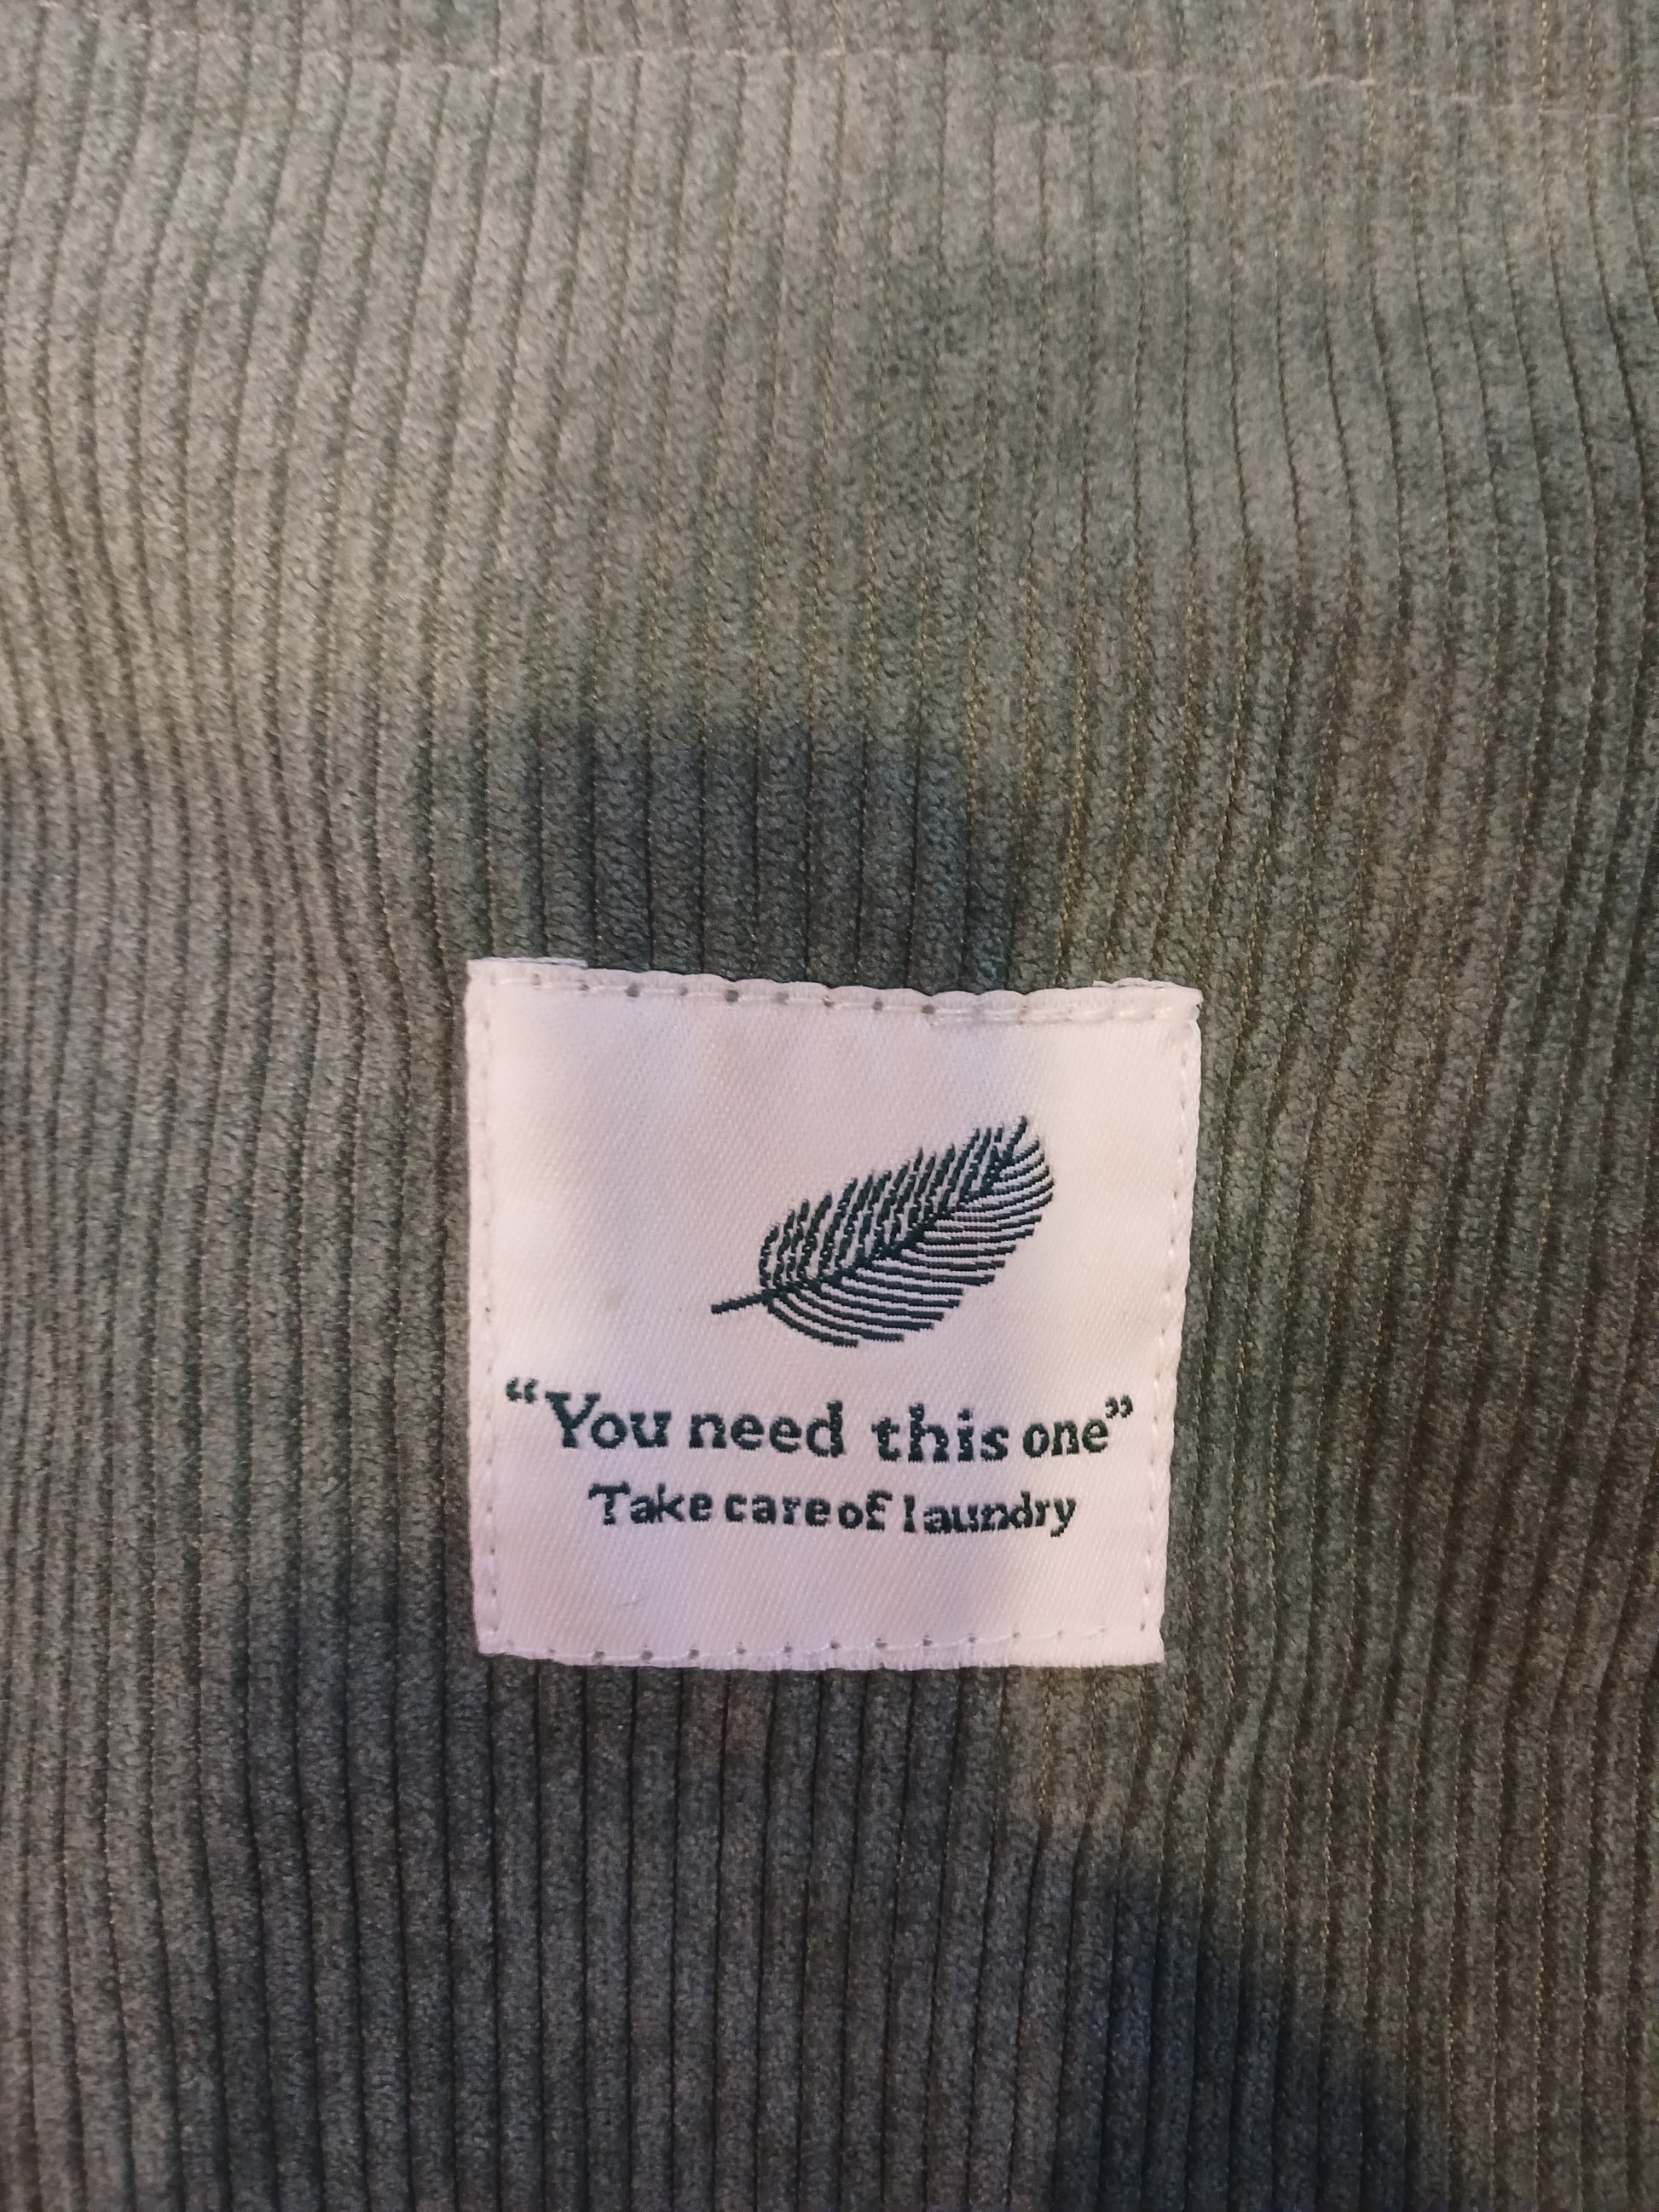 “You need this one”
Take care of laundry